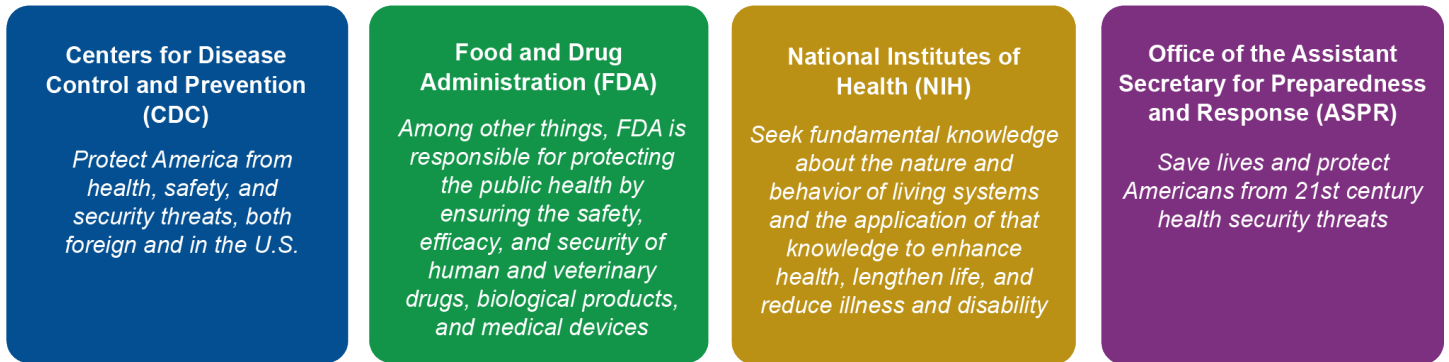 Centers for Disease
Control and Prevention
(CDC)
Protect America from
health, safety, and
security threats, both
foreign and in the U.S.
Food and Drug
Administration (FDA)
Among other things, FDA is
responsible for protecting
the public health by
ensuring the safety,
efficacy, and security of
human and veterinary
drugs, biological products,
and medical devices
National Institutes of
Health (NIH)
Seek fundamental knowledge
about the nature and
behavior of living systems
and the application of that
knowledge to enhance
health, lengthen life, and
reduce illness and disability
Office of the Assistant
Secretary for Preparedness
and Response (ASPR)
Save lives and protect
Americans from 21st century
health security threats